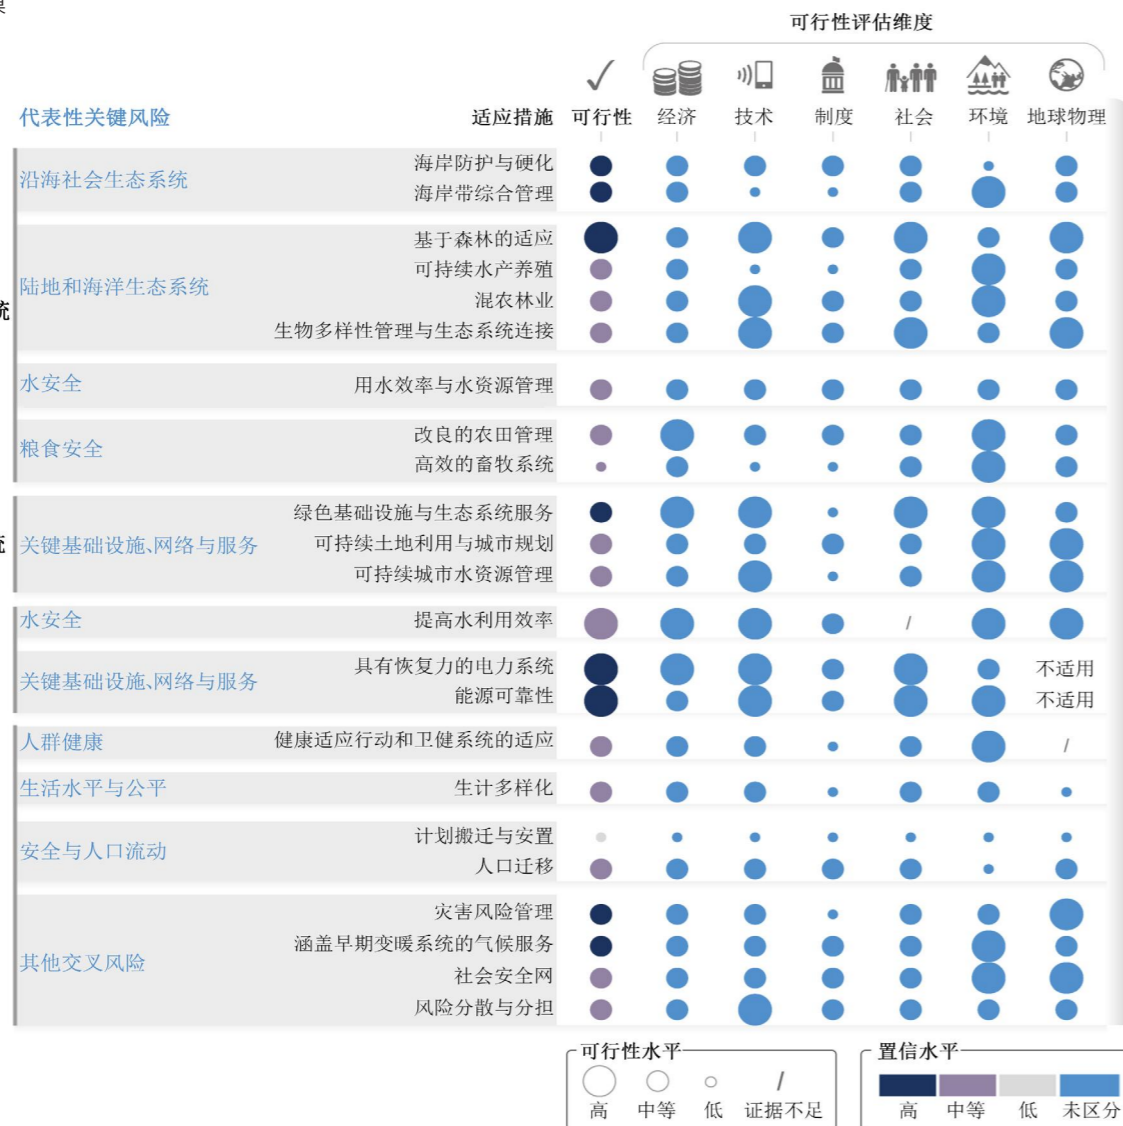 可行性评估维度
代表性关键风险 适应措施 可行性 经济 技术 制度 社会 环境 地球物理
沿海社会生态系统
海岸防护与硬化
海岸带综合管理
陆地和海洋生态系统
基于森林的适应
可持续水产养殖
混农林业
生物多样性管理与生态系统连接
水安全 用水效率与水资源管理
粮食安全
改良的农田管理
高效的畜牧系统
关键基础设施、网络与服务
绿色基础设施与生态系统服务
可持续土地利用与城市规划
可持续城市水资源管理
水安全 提高水利用效率 /
关键基础设施、网络与服务
具有恢复力的电力系统 不适用
能源可靠性 不适用
人群健康 健康适应行动和卫健系统的适应 /
生活水平与公平 生计多样化
安全与人口流动
计划搬迁与安置
人口迁移
其他交叉风险
灾害风险管理
涵盖早期变暖系统的气候服务
社会安全网
风险分散与分担
可行性水平
/
高 中等 低 证据不足
置信水平
高 中等 低 未区分